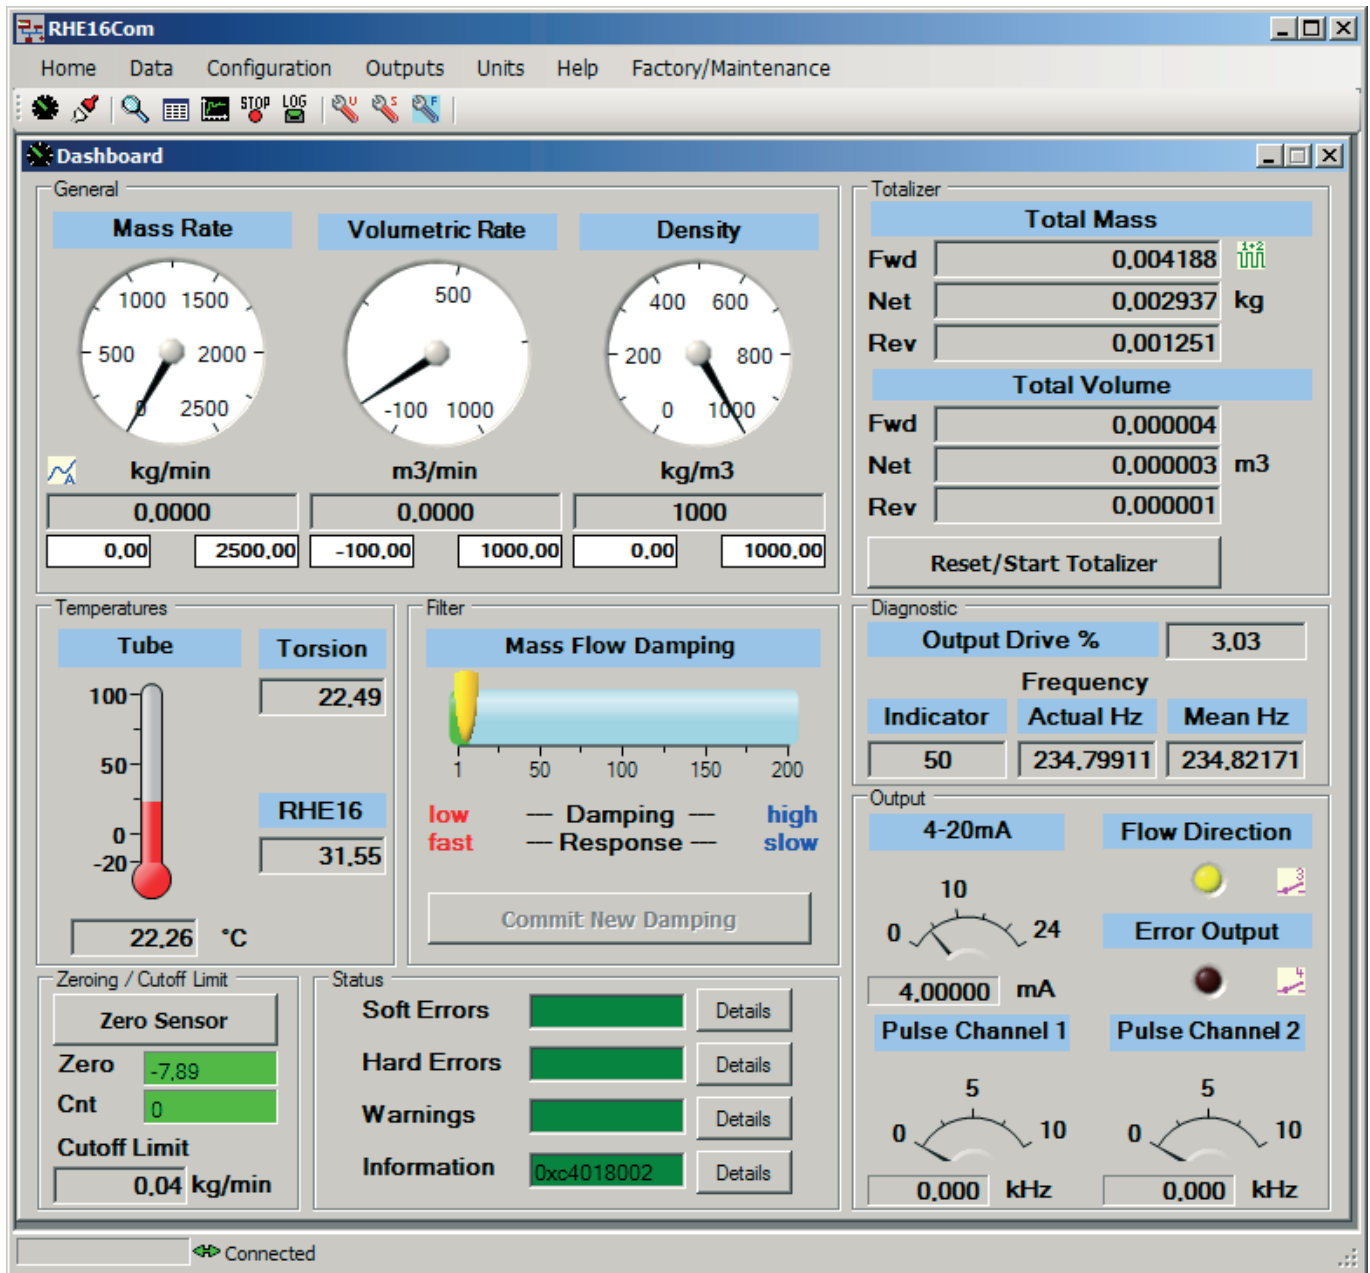 RHE16Com
Home Data Configuration Outputs Units Help Factory/Maintenance
STOP LOG U S F
Dashboard
General
Mass Rate
Volumetric Rate
Density
0 500 1000 1500 2000 2500
-100 500 1000
0 200 400 600 800 1000
kg/min
m3/min
kg/m3
A
0.0000
0.0000
1000
0.00 2500.00
-100.00 1000.00
0.00 1000.00
Totalizer
Total Mass
Fwd 0.004188
1+2
Net 0.002937 kg
Rev 0.001251
Total Volume
Fwd 0.000004
Net 0.000003 m3
Rev 0.000001
Reset/Start Totalizer
Temperatures
Tube
Torsion
22.49
100
50
0
-20
RHE16
31.55
22.26 °C
Filter
Mass Flow Damping
1 50 100 150 200
low --- Damping --- high
fast --- Response --- slow
Commit New Damping
Diagnostic
Output Drive % 3.03
Frequency
Indicator Actual Hz Mean Hz
50 234.79911 234.82171
Output
4-20mA
0 10 24
4.00000 mA
Flow Direction
3
Error Output
4
Pulse Channel 1
0 5 10
0.000 kHz
Pulse Channel 2
0 5 10
0.000 kHz
Zeroing / Cutoff Limit
Zero Sensor
Zero -7.89
Cnt 0
Cutoff Limit
0.04 kg/min
Status
Soft Errors Details
Hard Errors Details
Warnings Details
Information 0xc4018002 Details
Connected